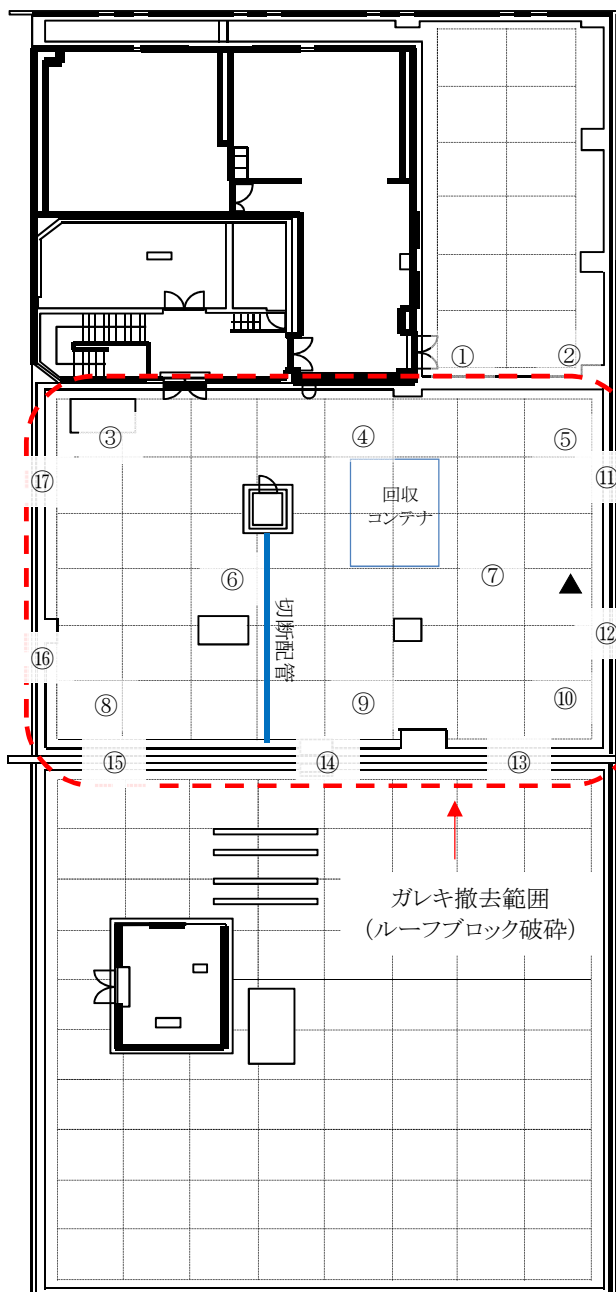 ① ②
③ ④ ⑤
⑰ ⑪
回収
コンテナ
⑥ ⑦
切断配管
⑫
⑯
⑧ ⑨ ⑩
⑮ ⑭ ⑬
ガレキ撤去範囲
(ルーフブロック破砕)